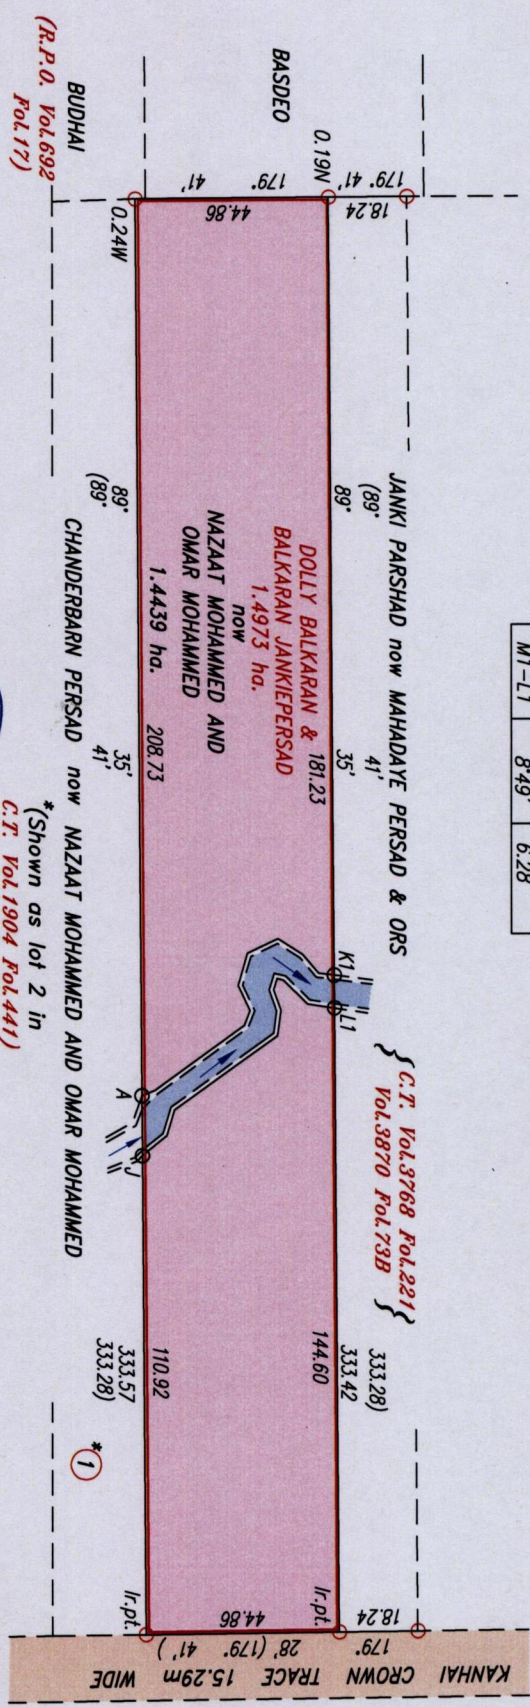 M1-L1 8°49' 6.28
JANKI PARSHAD now MAHADAYE PERSAD & ORS
{C.T. Vol.3768 Fol.221
Vol.3870 Fol.73B}
(89° 41' 333.28)
89° 35' 333.42
BASDEO
0.19N
179° 41'
18.24
179° 41'
44.86
0.24W
BUDHAI
(R.P.O. Vol.692
Fol.17)
181.23
K1
L1
144.60
DOLLY BALKARAN &
BALKARAN JANKIEPERSAD
1.4973 ha.
now
NAZAAT MOHAMMED AND
OMAR MOHAMMED
1.4439 ha.
208.73
A
J
110.92
89° 35' 333.57
(89° 41' 333.28)
CHANDERBARN PERSAD now NAZAAT MOHAMMED AND OMAR MOHAMMED
*(Shown as lot 2 in
C.T. Vol.1904 Fol.441)
*1
Ir.pt.
Ir.pt.
18.24
44.86
179° 28' (179° 41')
KANHAI CROWN TRACE 15.29m WIDE